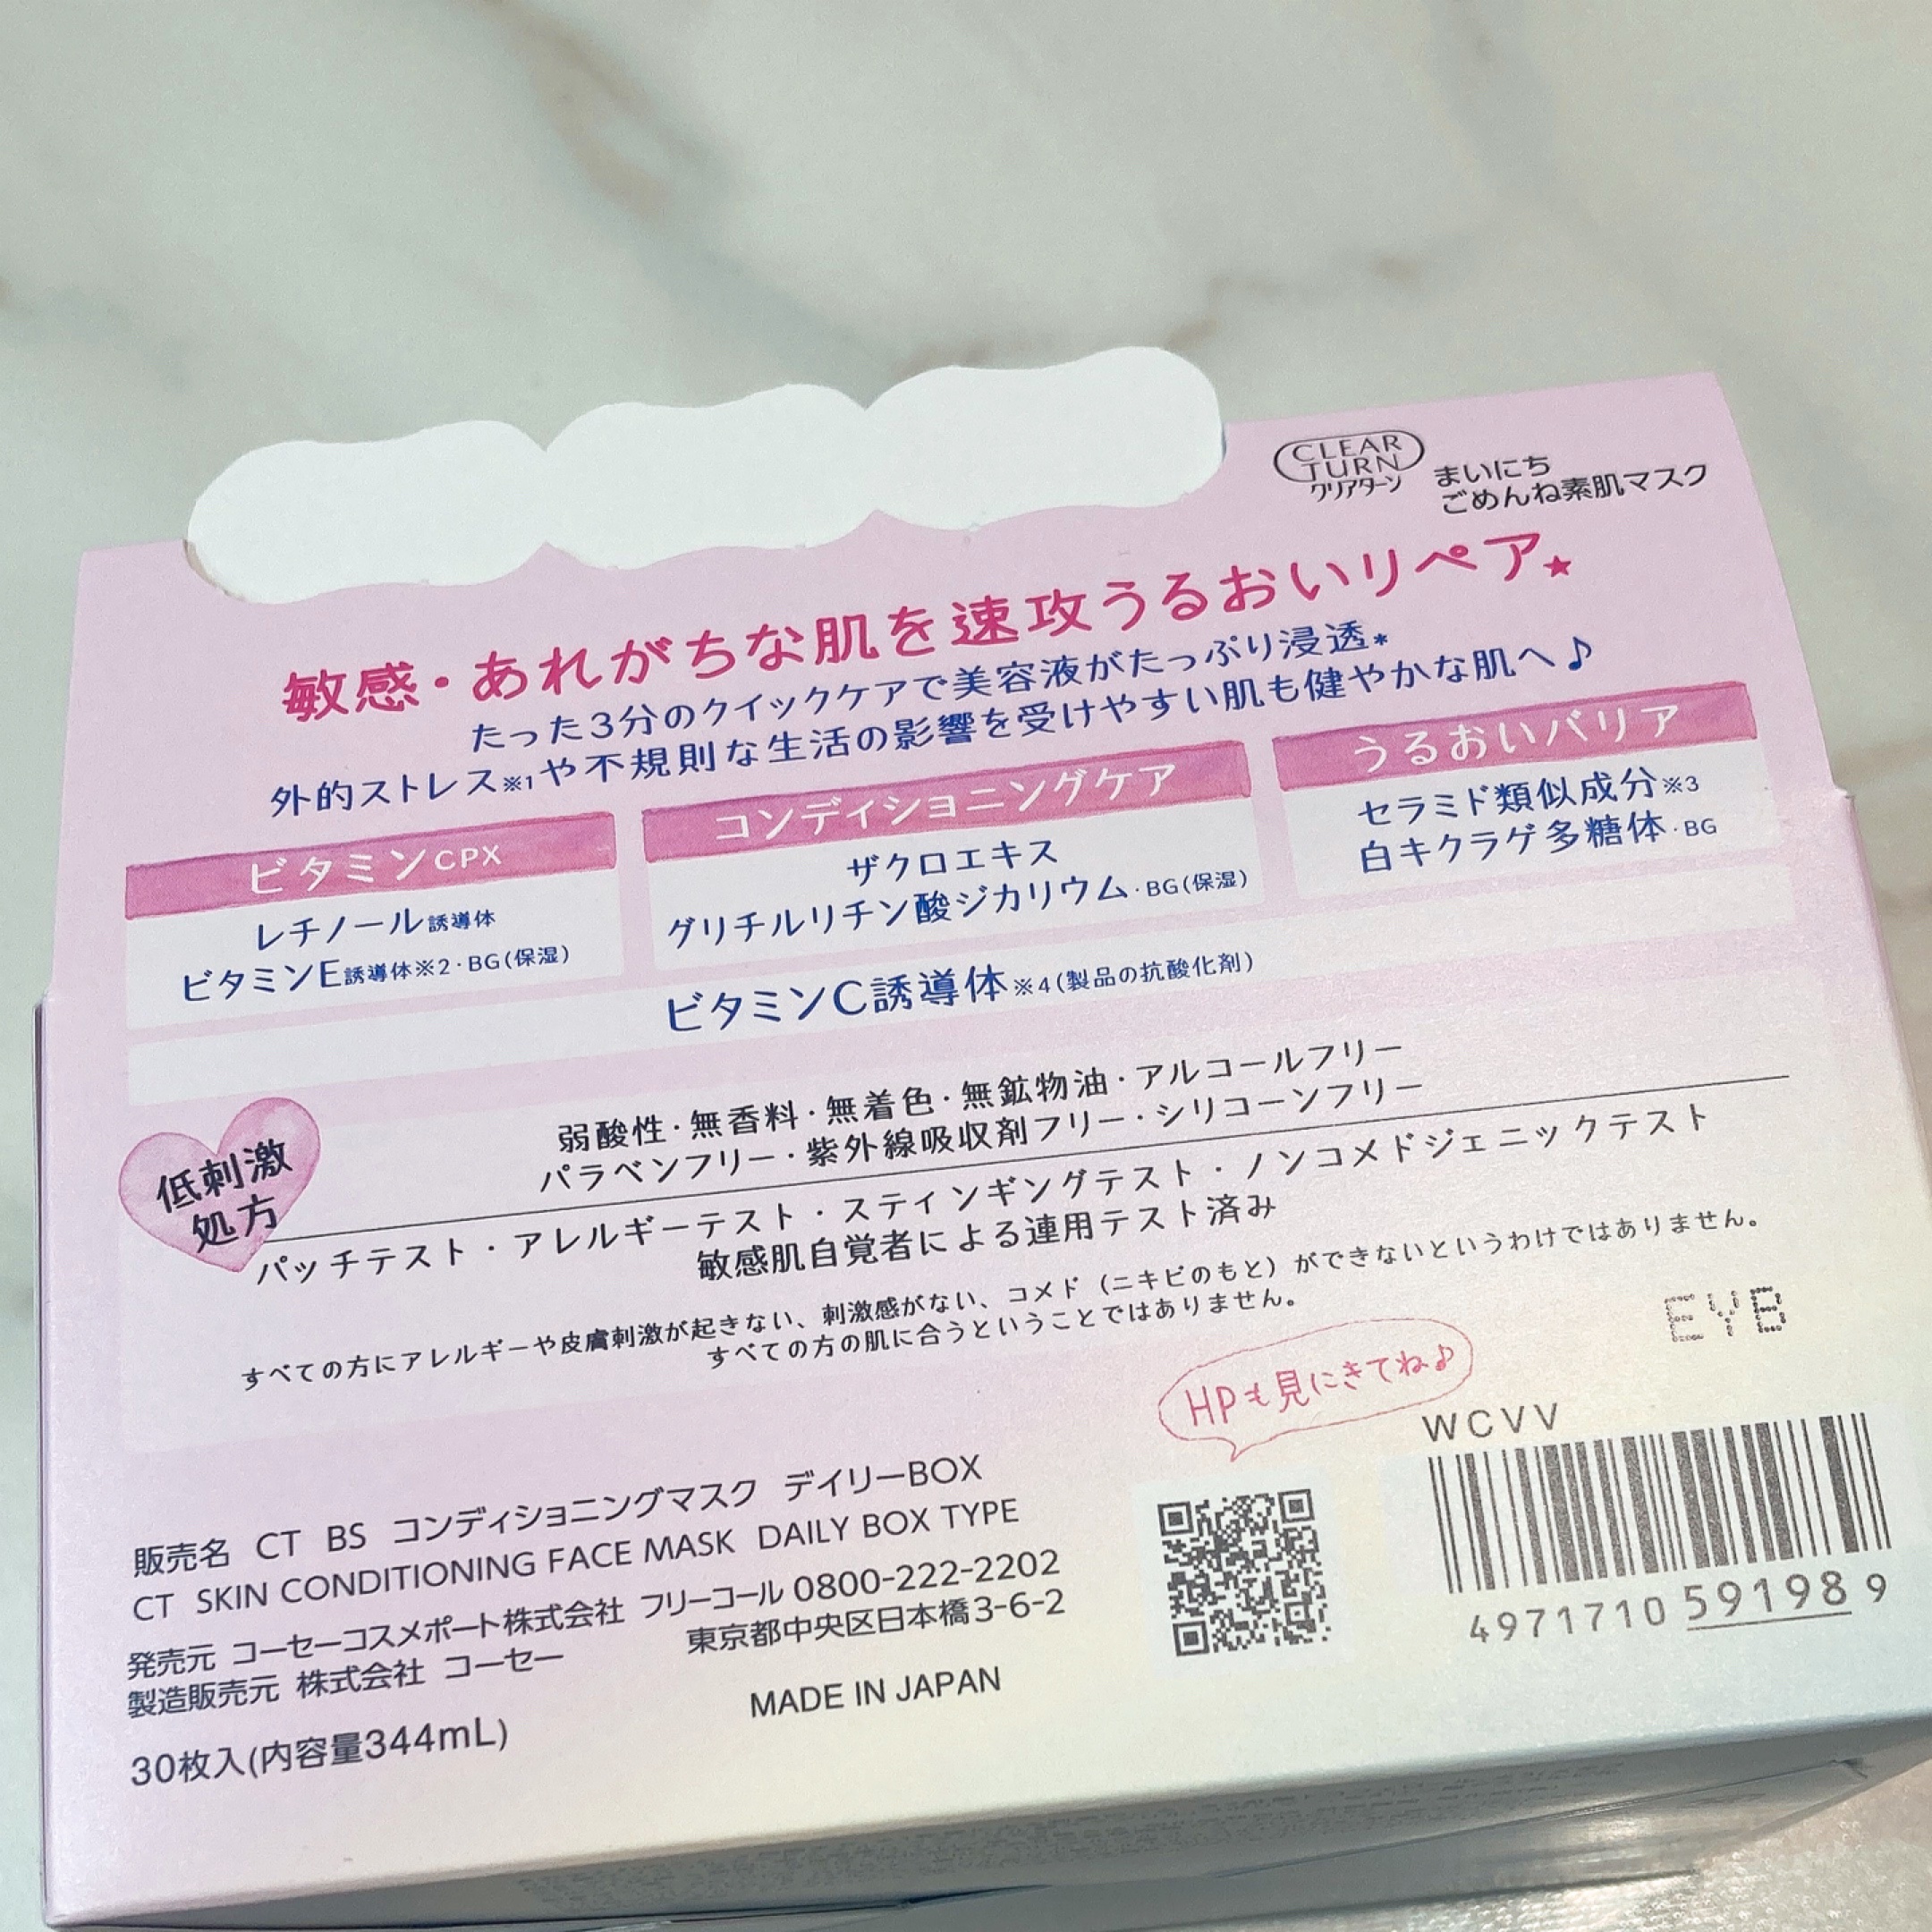 CLEAR
TURN
クリアターン
まいにち
ごめんね素肌マスク
敏感・あれがちな肌を速攻うるおいリペア★
たった3分のクイックケアで美容液がたっぷり浸透*
外的ストレス※1や不規則な生活の影響を受けやすい肌も健やかな肌へ♪
ビタミンCPX
レチノール誘導体
ビタミンE誘導体※2・BG(保湿)
コンディショニングケア
ザクロエキス
グリチルリチン酸ジカリウム・BG(保湿)
うるおいバリア
セラミド類似成分※3
白キクラゲ多糖体・BG
ビタミンC誘導体※4(製品の抗酸化剤)
低刺激
処方
弱酸性・無香料・無着色・無鉱物油・アルコールフリー
パラベンフリー・紫外線吸収剤フリー・シリコーンフリー
パッチテスト・アレルギーテスト・スティンギングテスト・ノンコメドジェニックテスト
敏感肌自覚者による連用テスト済み
すべての方にアレルギーや皮膚刺激が起きない、刺激感がない、コメド(ニキビのもと)ができないというわけではありません。
すべての方の肌に合うということではありません。
EYB
HPも見にきてね♪
WCVV
販売名 CT BS コンディショニングマスク デイリーBOX
CT SKIN CONDITIONING FACE MASK DAILY BOX TYPE
発売元 コーセーコスメポート株式会社 フリーコール 0800-222-2202
製造販売元 株式会社 コーセー 東京都中央区日本橋3-6-2
30枚入(内容量344mL)
MADE IN JAPAN
4971710 591989